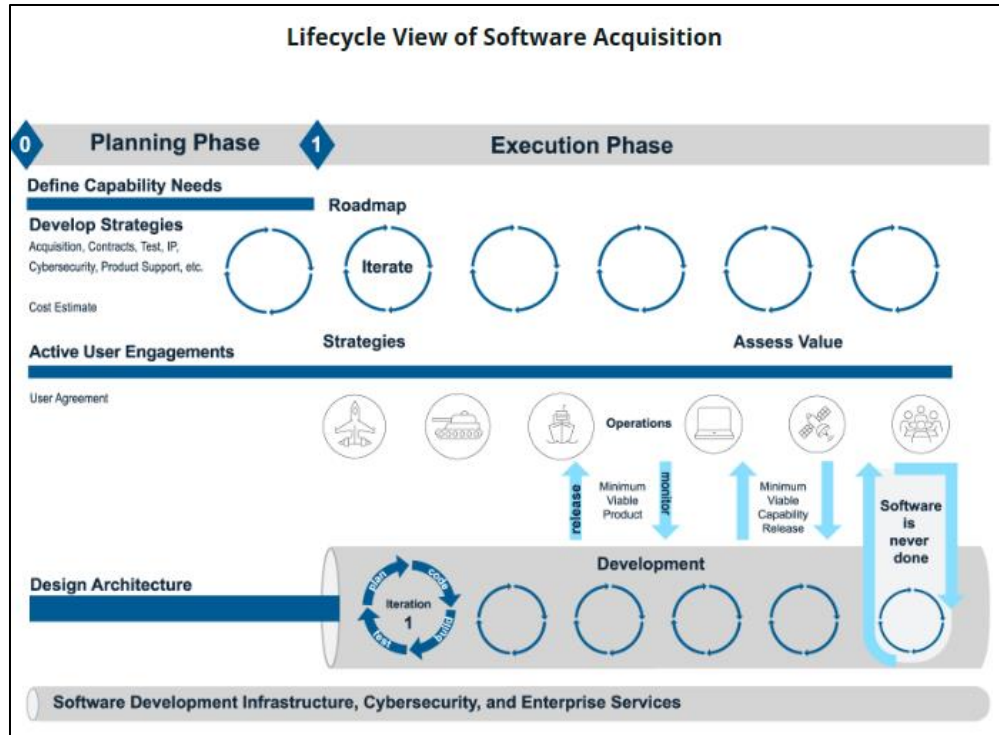 Lifecycle View of Software Acquisition
0
Planning Phase
1
Execution Phase
Define Capability Needs
Roadmap
Develop Strategies
Acquisition, Contracts, Test, IP,
Cybersecurity, Product Support, etc.
Iterate
Cost Estimate
Strategies
Assess Value
Active User Engagements
User Agreement
Operations
release
Minimum
Viable
Product
monitor
Minimum
Viable
Capability
Release
Software
is
never
done
Development
Design Architecture
plan
code
build
test
Iteration
1
Software Development Infrastructure, Cybersecurity, and Enterprise Services